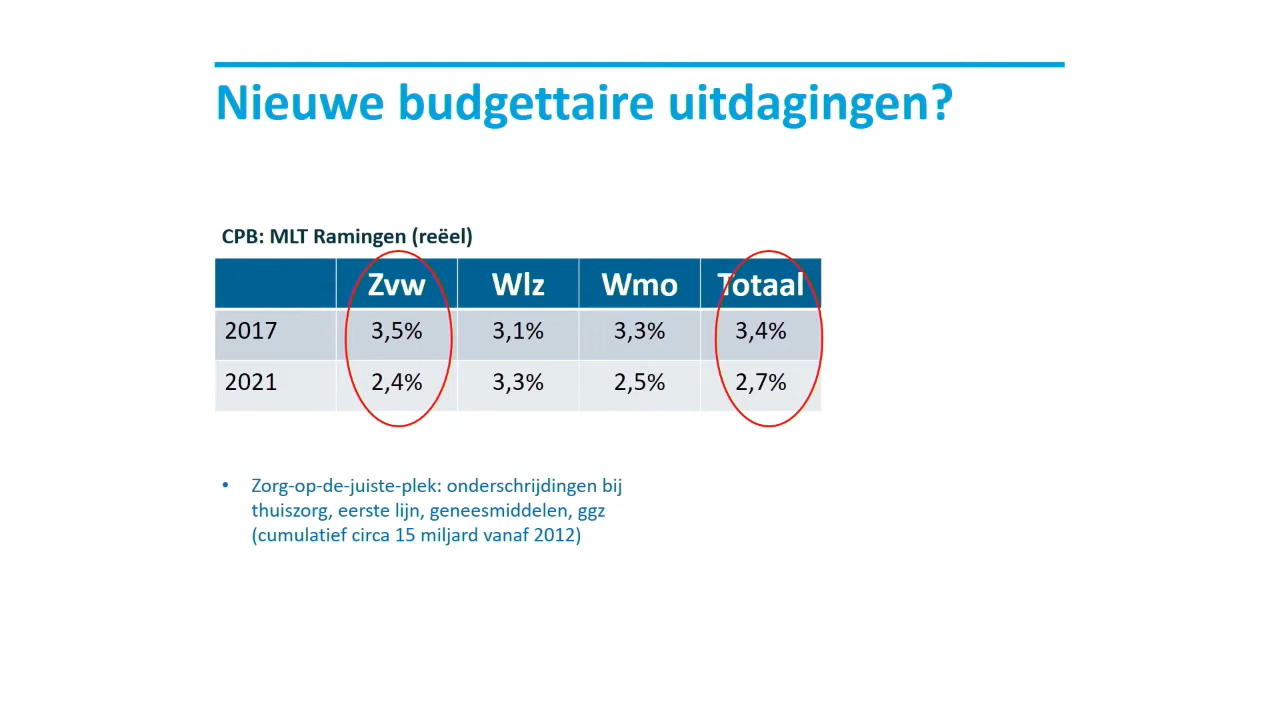 Nieuwe budgettaire uitdagingen?
CPB: MLT Ramingen (reëel)
Zvw Wlz Wmo Totaal
2017 3,5% 3,1% 3,3% 3,4%
2021 2,4% 3,3% 2,5% 2,7%
• Zorg-op-de-juiste-plek: onderschrijdingen bij
thuiszorg, eerste lijn, geneesmiddelen, ggz
(cumulatief circa 15 miljard vanaf 2012)